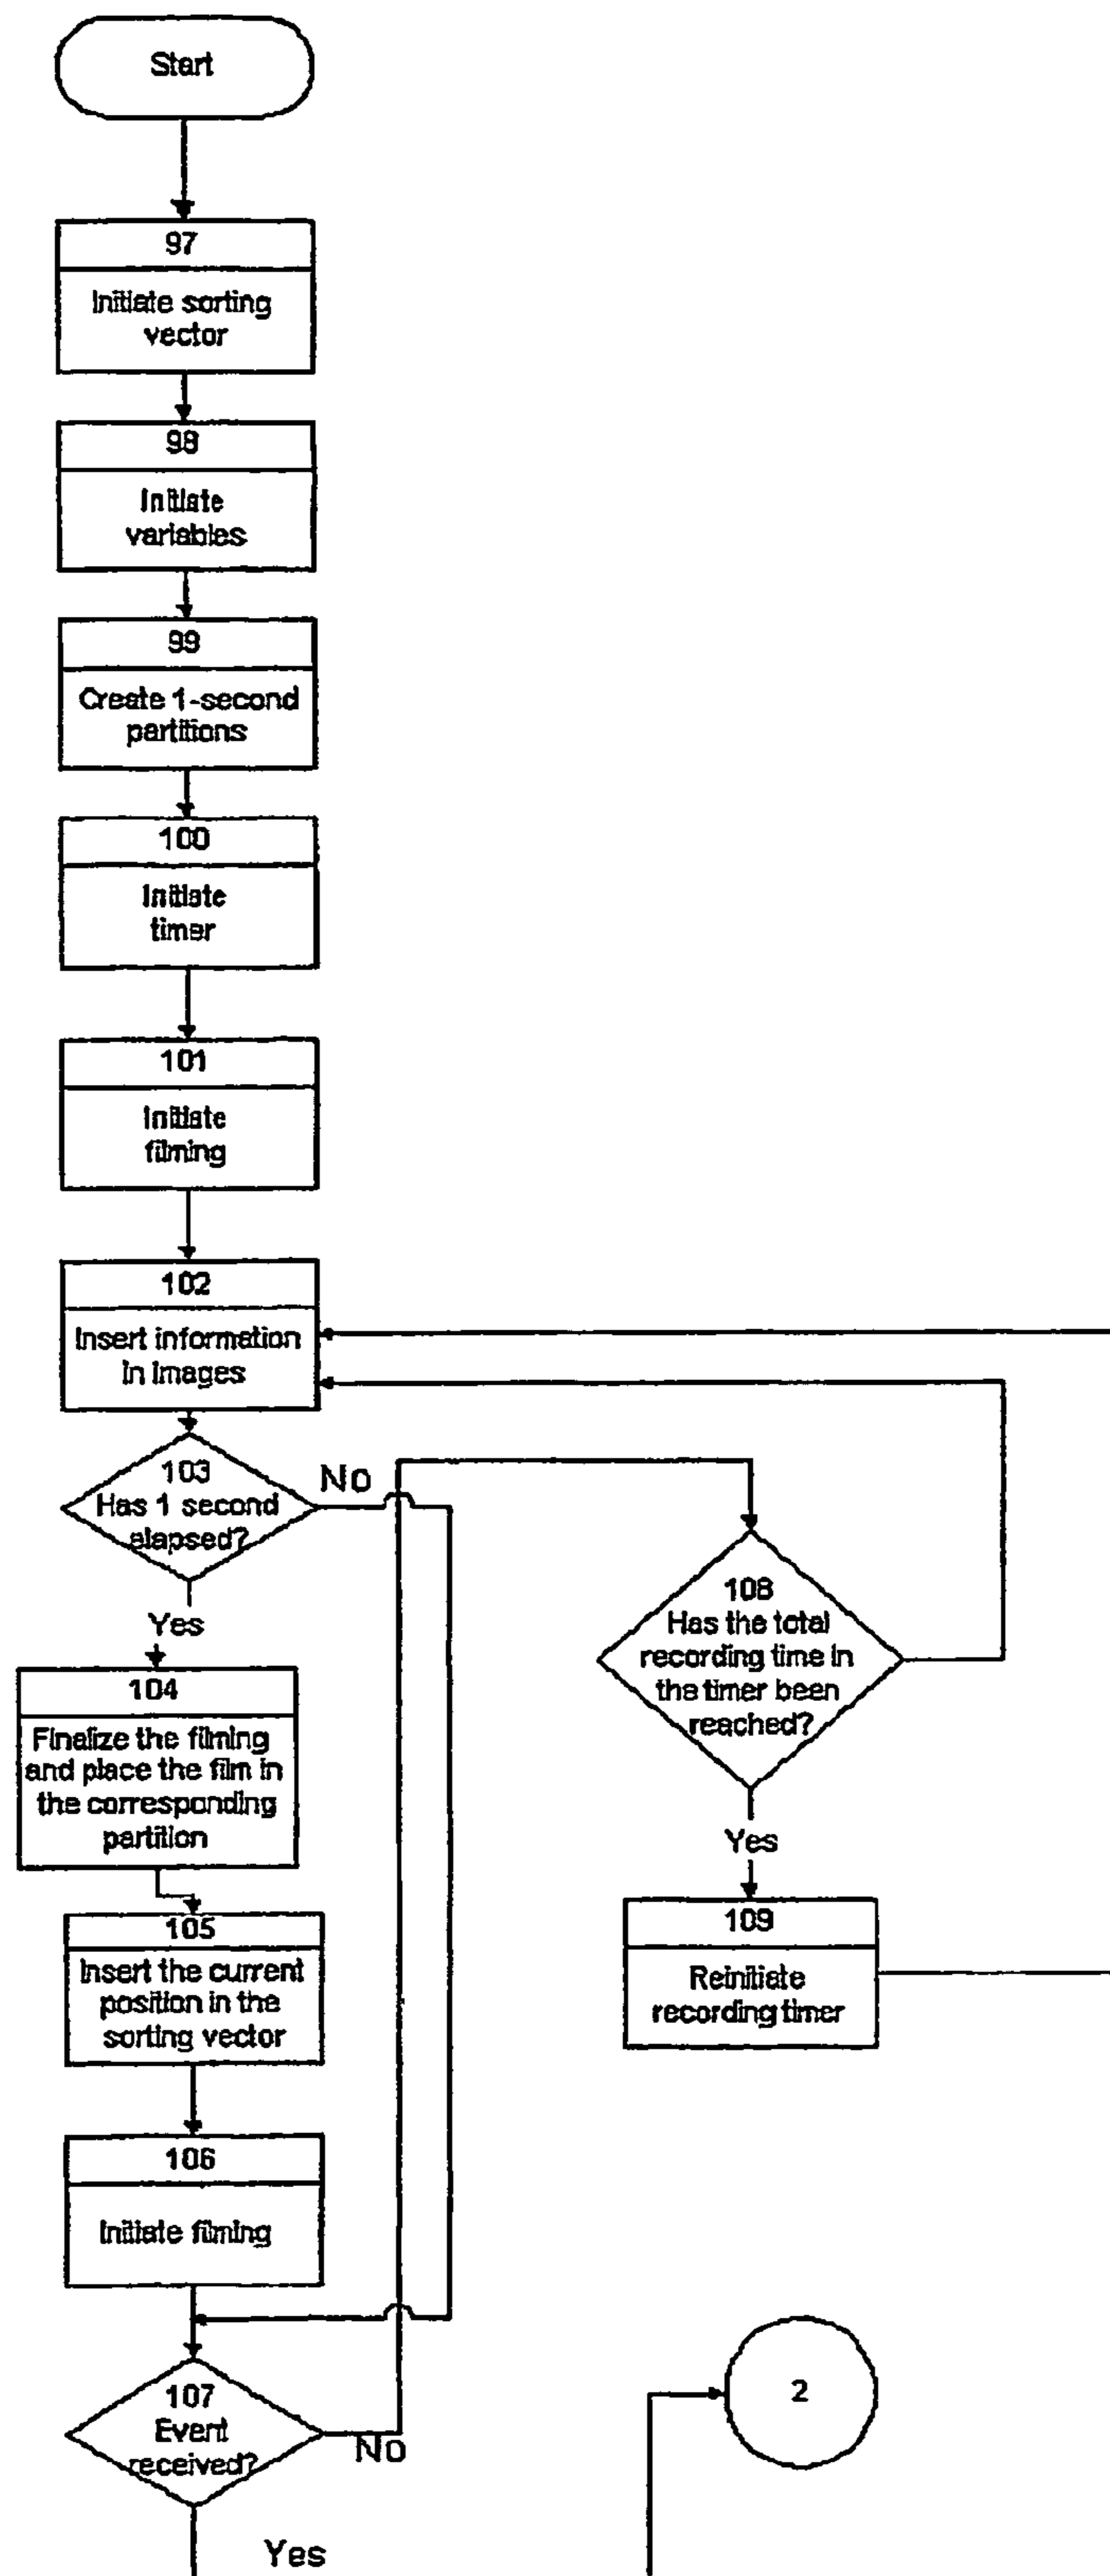 Start
97
Initiate sorting
vector
98
Initiate
variables
99
Create 1-second
partitions
100
Initiate
timer
101
Initiate
filming
102
Insert information
in images
103
Has 1 second
elapsed?
No
Yes
104
Finalize the filming
and place the film in
the corresponding
partition
105
Insert the current
position in the
sorting vector
106
Initiate filming
107
Event
received?
No
Yes
108
Has the total
recording time in
the timer been
reached?
Yes
109
Reinitiate
recording timer
2